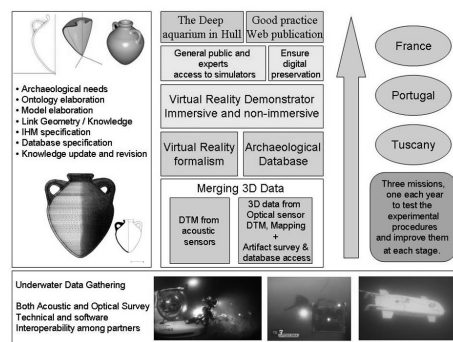 • Archaeological needs
• Ontology elaboration
• Model elaboration
• Link Geometry / Knowledge
• IHM specification
• Database specification
• Knowledge update and revision
The Deep
aquarium in Hull
Good practice
Web publication
General public and
experts
access to simulators
Ensure
digital
preservation
Virtual Reality Demonstrator
Immersive and non-immersive
Virtual Reality
formalism
Archaeological
Database
Merging 3D Data
DTM from
acoustic
sensors
3D data from
Optical sensor
DTM, Mapping
+
Artifact survey &
database access
France
Portugal
Tuscany
Three missions,
one each year
to test the
experimental
procedures
and improve them
at each stage.
Underwater Data Gathering
Both Acoustic and Optical Survey
Technical and software
Interoperability among partners